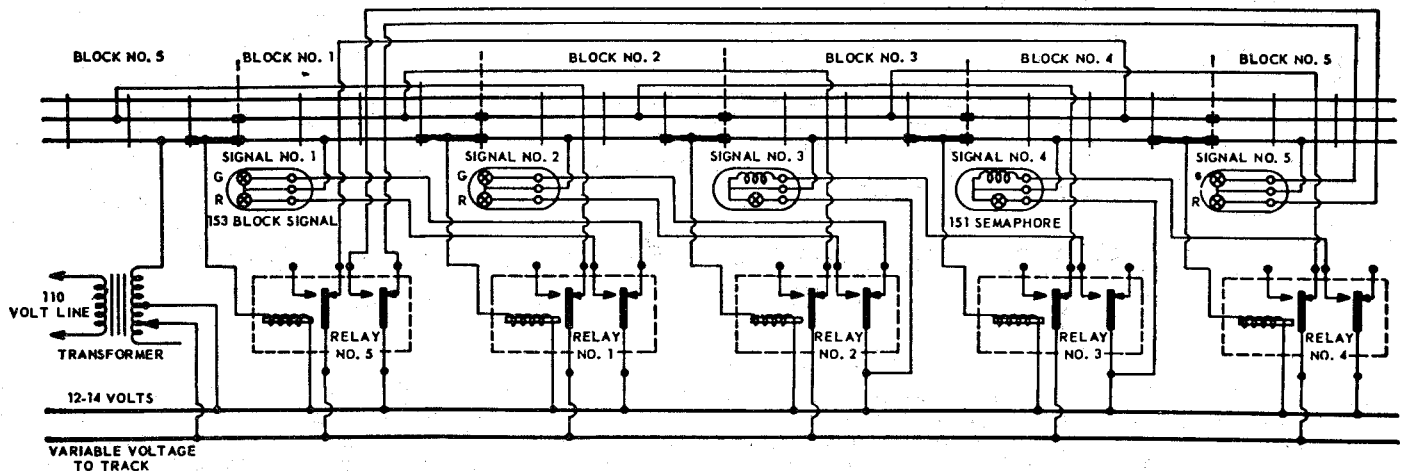 BLOCK NO. 5
BLOCK NO. 1
BLOCK NO. 2
BLOCK NO. 3
BLOCK NO. 4
BLOCK NO. 5
SIGNAL NO. 1
SIGNAL NO. 2
SIGNAL NO. 3
SIGNAL NO. 4
SIGNAL NO. 5
G
R
G
R
G
R
153 BLOCK SIGNAL
151 SEMAPHORE
110
VOLT LINE
TRANSFORMER
RELAY
NO. 5
RELAY
NO. 1
RELAY
NO. 2
RELAY
NO. 3
RELAY
NO. 4
12-14 VOLTS
VARIABLE VOLTAGE
TO TRACK